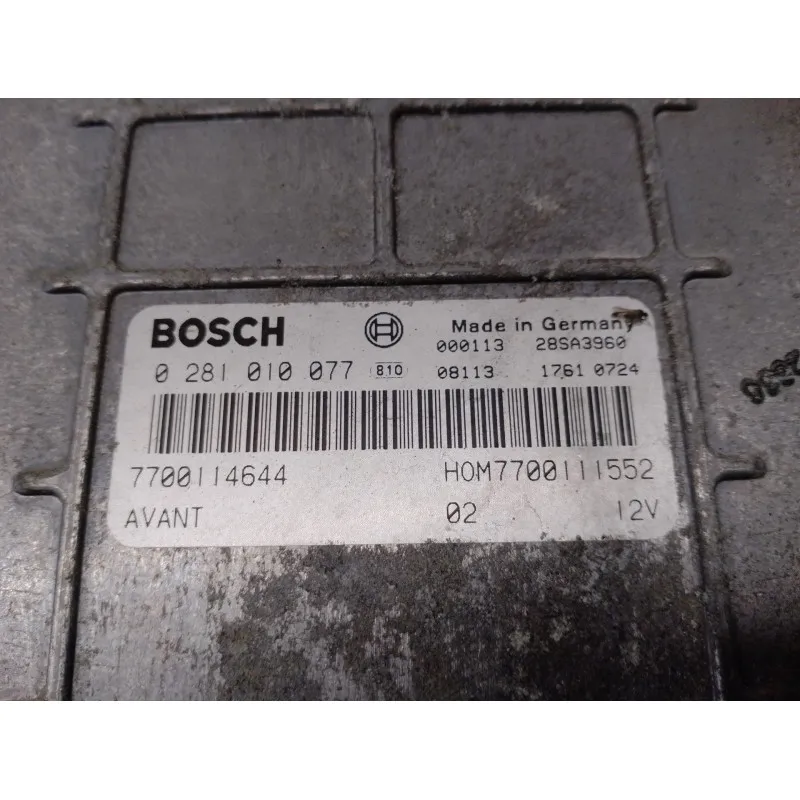 BOSCH Made in Germany
000113 28SA3960
0 281 010 077 810 08113 1761 0724
7700114644 HOM7700111552
AVANT 02 12V